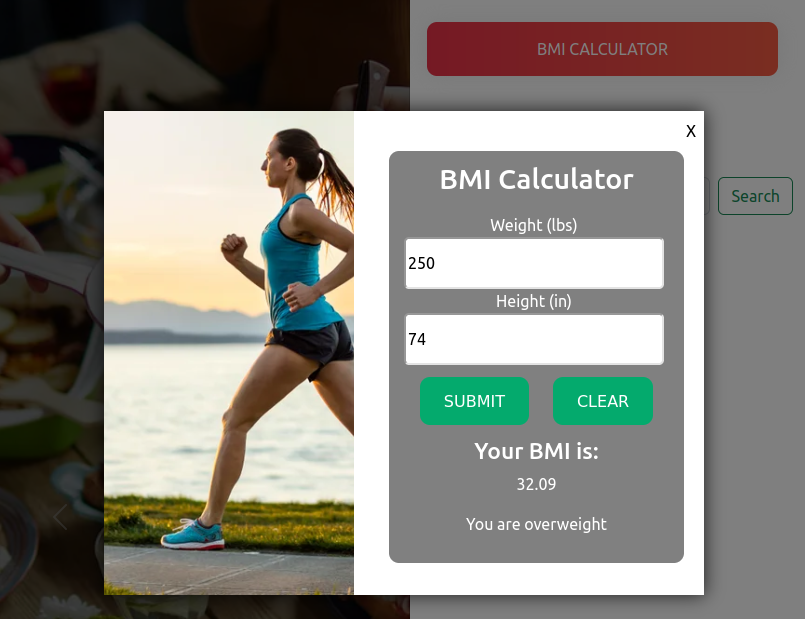 BMI CALCULATOR
X
Search
BMI Calculator
Weight (lbs)
250
Height (in)
74
SUBMIT CLEAR
Your BMI is:
32.09
You are overweight